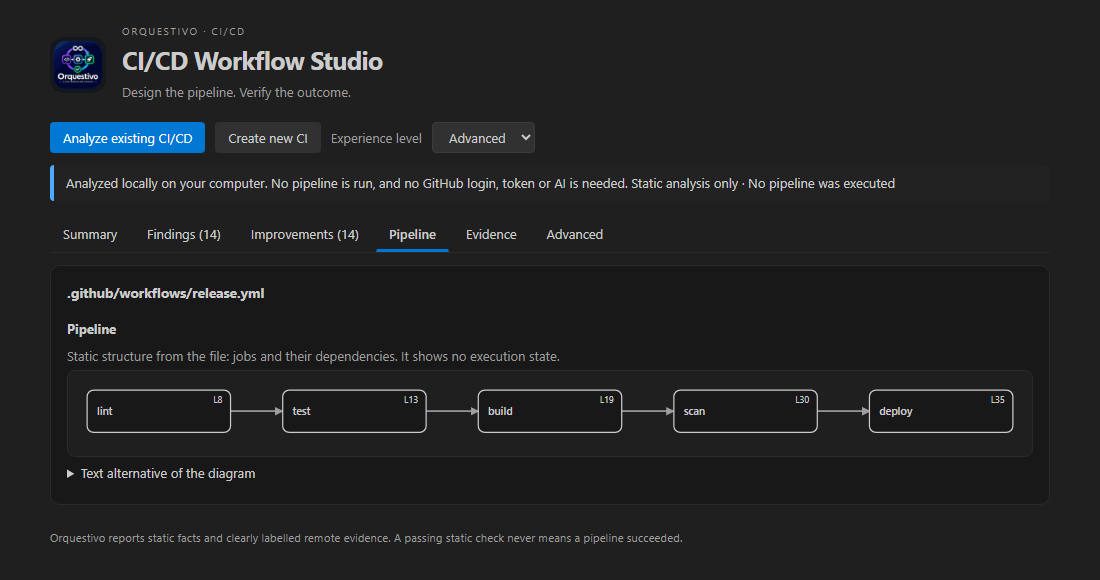 ORQUESTIVO · CI/CD
Orquestivo
CI/CD Workflow Studio
Design the pipeline. Verify the outcome.
Analyze existing CI/CD
Create new CI
Experience level
Advanced
Analyzed locally on your computer. No pipeline is run, and no GitHub login, token or AI is needed. Static analysis only · No pipeline was executed
Summary
Findings (14)
Improvements (14)
Pipeline
Evidence
Advanced
.github/workflows/release.yml
Pipeline
Static structure from the file: jobs and their dependencies. It shows no execution state.
lint L8
test L13
build L19
scan L30
deploy L35
Text alternative of the diagram
Orquestivo reports static facts and clearly labelled remote evidence. A passing static check never means a pipeline succeeded.